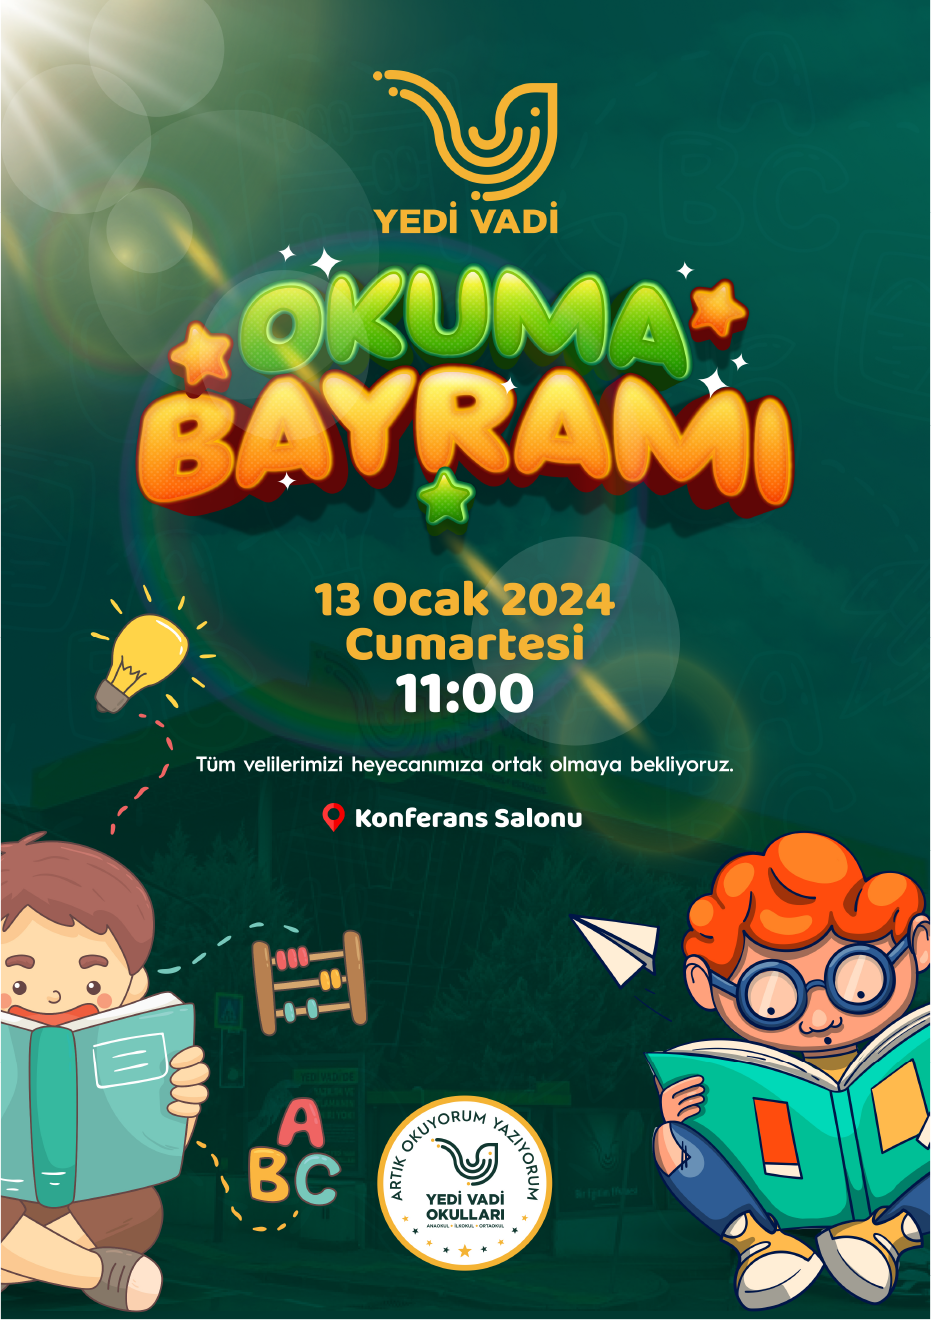 YEDİ VADİ
OKUMA
BAYRAMI
13 Ocak 2024
Cumartesi
11:00
Tüm velilerimizi heyecanımıza ortak olmaya bekliyoruz.
Konferans Salonu
A
B C
ARTIK OKUYORUM YAZIYORUM
YEDİ VADİ
OKULLARI
ANAOKUL • İLKOKUL • ORTAOKUL